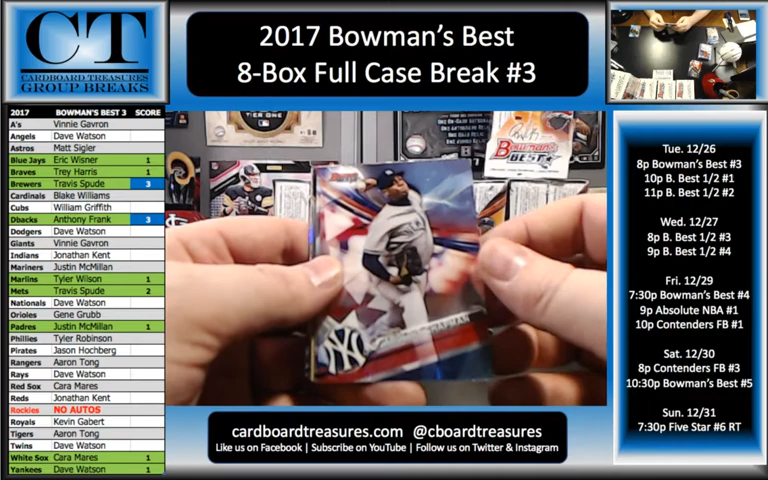 CT
CARDBOARD TREASURES
GROUP BREAKS
2017 Bowman's Best
8-Box Full Case Break #3
2017 BOWMAN'S BEST 3 SCORE
A's Vinnie Gavron
Angels Dave Watson
Astros Matt Sigler
Blue Jays Eric Wisner 1
Braves Trey Harris 1
Brewers Travis Spude 3
Cardinals Blake Williams
Cubs William Griffith
Dbacks Anthony Frank 3
Dodgers Dave Watson
Giants Vinnie Gavron
Indians Jonathan Kent
Mariners Justin McMillan
Marlins Tyler Wilson 1
Mets Travis Spude 2
Nationals Dave Watson
Orioles Gene Grubb
Padres Justin McMillan 1
Phillies Tyler Robinson
Pirates Jason Hochberg
Rangers Aaron Tong
Rays Dave Watson
Red Sox Cara Mares
Reds Jonathan Kent
Rockies NO AUTOS
Royals Kevin Gabert
Tigers Aaron Tong
Twins Dave Watson
White Sox Cara Mares 1
Yankees Dave Watson 1
TIER ONE
Bowman's
BEST
CHAPMAN
Tue. 12/26
8p Bowman's Best #3
10p B. Best 1/2 #1
11p B. Best 1/2 #2
Wed. 12/27
8p B. Best 1/2 #3
9p B. Best 1/2 #4
Fri. 12/29
7:30p Bowman's Best #4
9p Absolute NBA #1
10p Contenders FB #1
Sat. 12/30
8p Contenders FB #3
10:30p Bowman's Best #5
Sun. 12/31
7:30p Five Star #6 RT
cardboardtreasures.com @cboardtreasures
Like us on Facebook | Subscribe on YouTube | Follow us on Twitter & Instagram